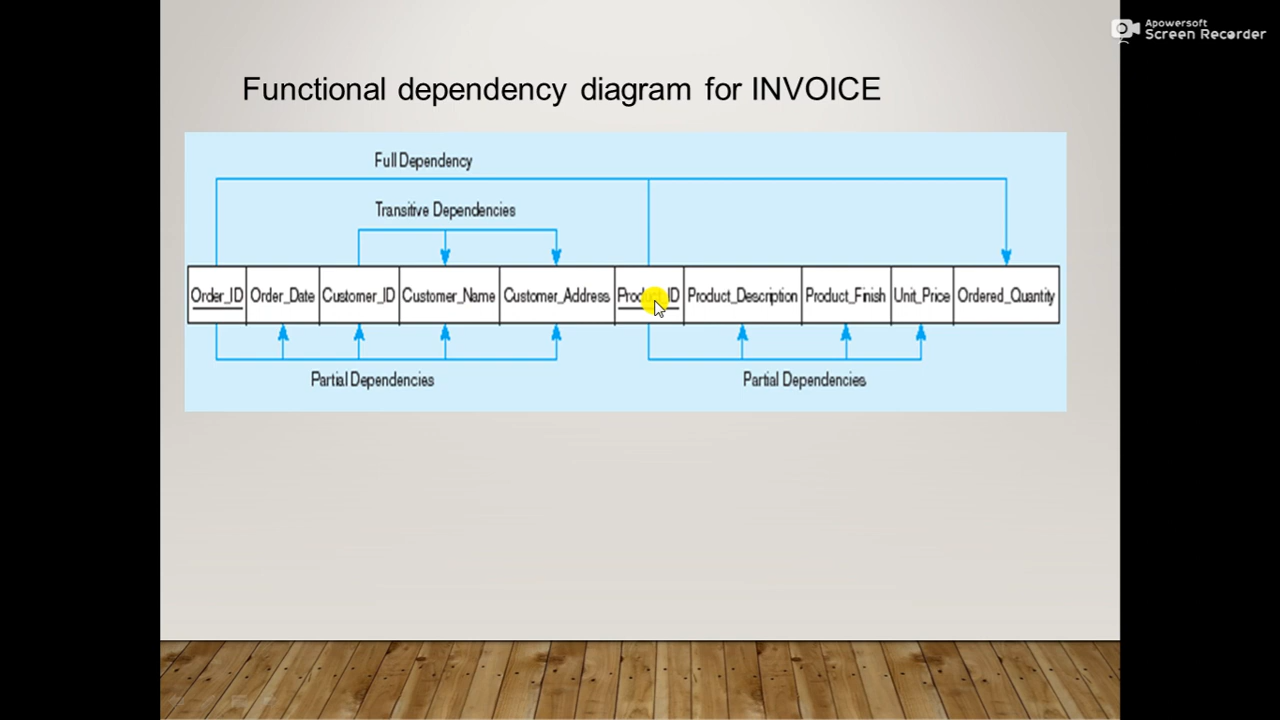 Apowersoft
Screen Recorder
Functional dependency diagram for INVOICE
Full Dependency
Transitive Dependencies
Order_ID Order_Date Customer_ID Customer_Name Customer_Address Product_ID Product_Description Product_Finish Unit_Price Ordered_Quantity
Partial Dependencies Partial Dependencies